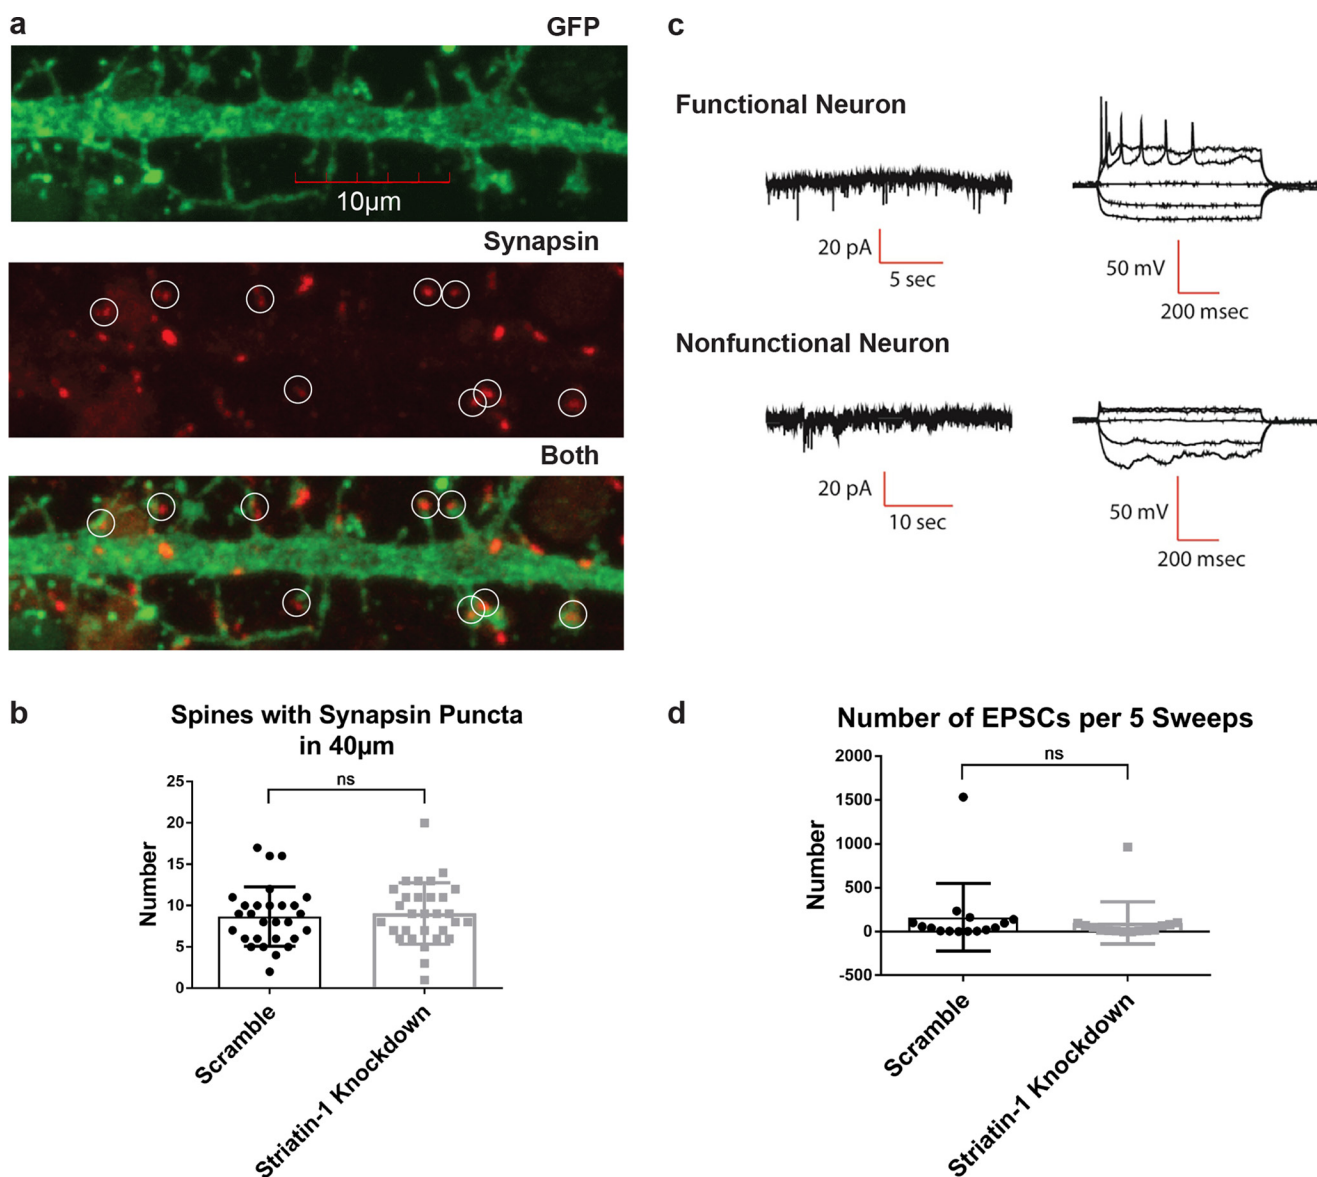 a
GFP
10μm
Synapsin
Both
c
Functional Neuron
20 pA
5 sec
50 mV
200 msec
Nonfunctional Neuron
20 pA
10 sec
50 mV
200 msec
b
Spines with Synapsin Puncta
in 40μm
ns
25
20
15
10
5
0
Number
Scramble
Striatin-1 Knockdown
d
Number of EPSCs per 5 Sweeps
ns
2000
1500
1000
500
0
-500
Number
Scramble
Striatin-1 Knockdown